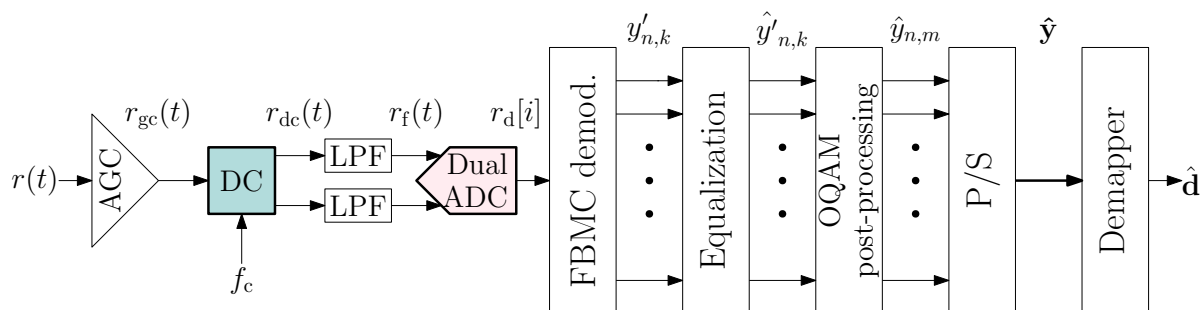 r(t)
AGC
r_gc(t)
DC
f_c
r_dc(t)
LPF
LPF
r_f(t)
Dual
ADC
r_d[i]
FBMC demod.
y′_{n,k}
Equalization
ŷ′_{n,k}
OQAM
post-processing
ŷ_{n,m}
P/S
ŷ
Demapper
d̂